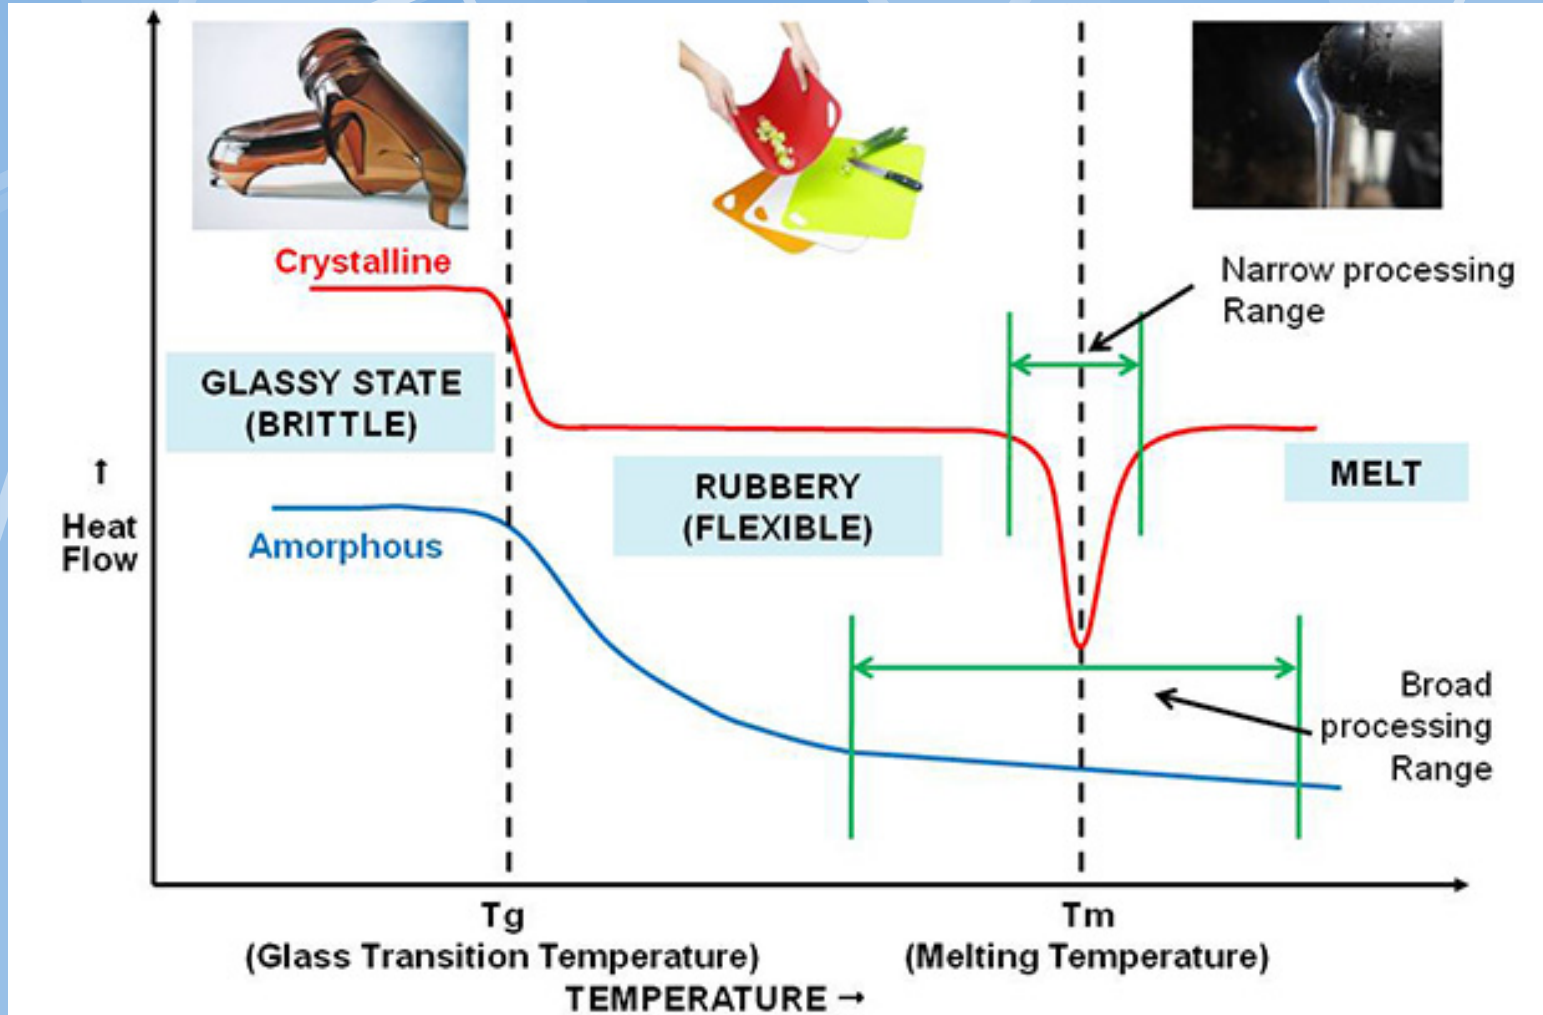 Crystalline
Narrow processing
Range
GLASSY STATE
(BRITTLE)
↑
Heat
Flow
RUBBERY
(FLEXIBLE)
MELT
Amorphous
Broad
processing
Range
Tg
(Glass Transition Temperature)
Tm
(Melting Temperature)
TEMPERATURE →